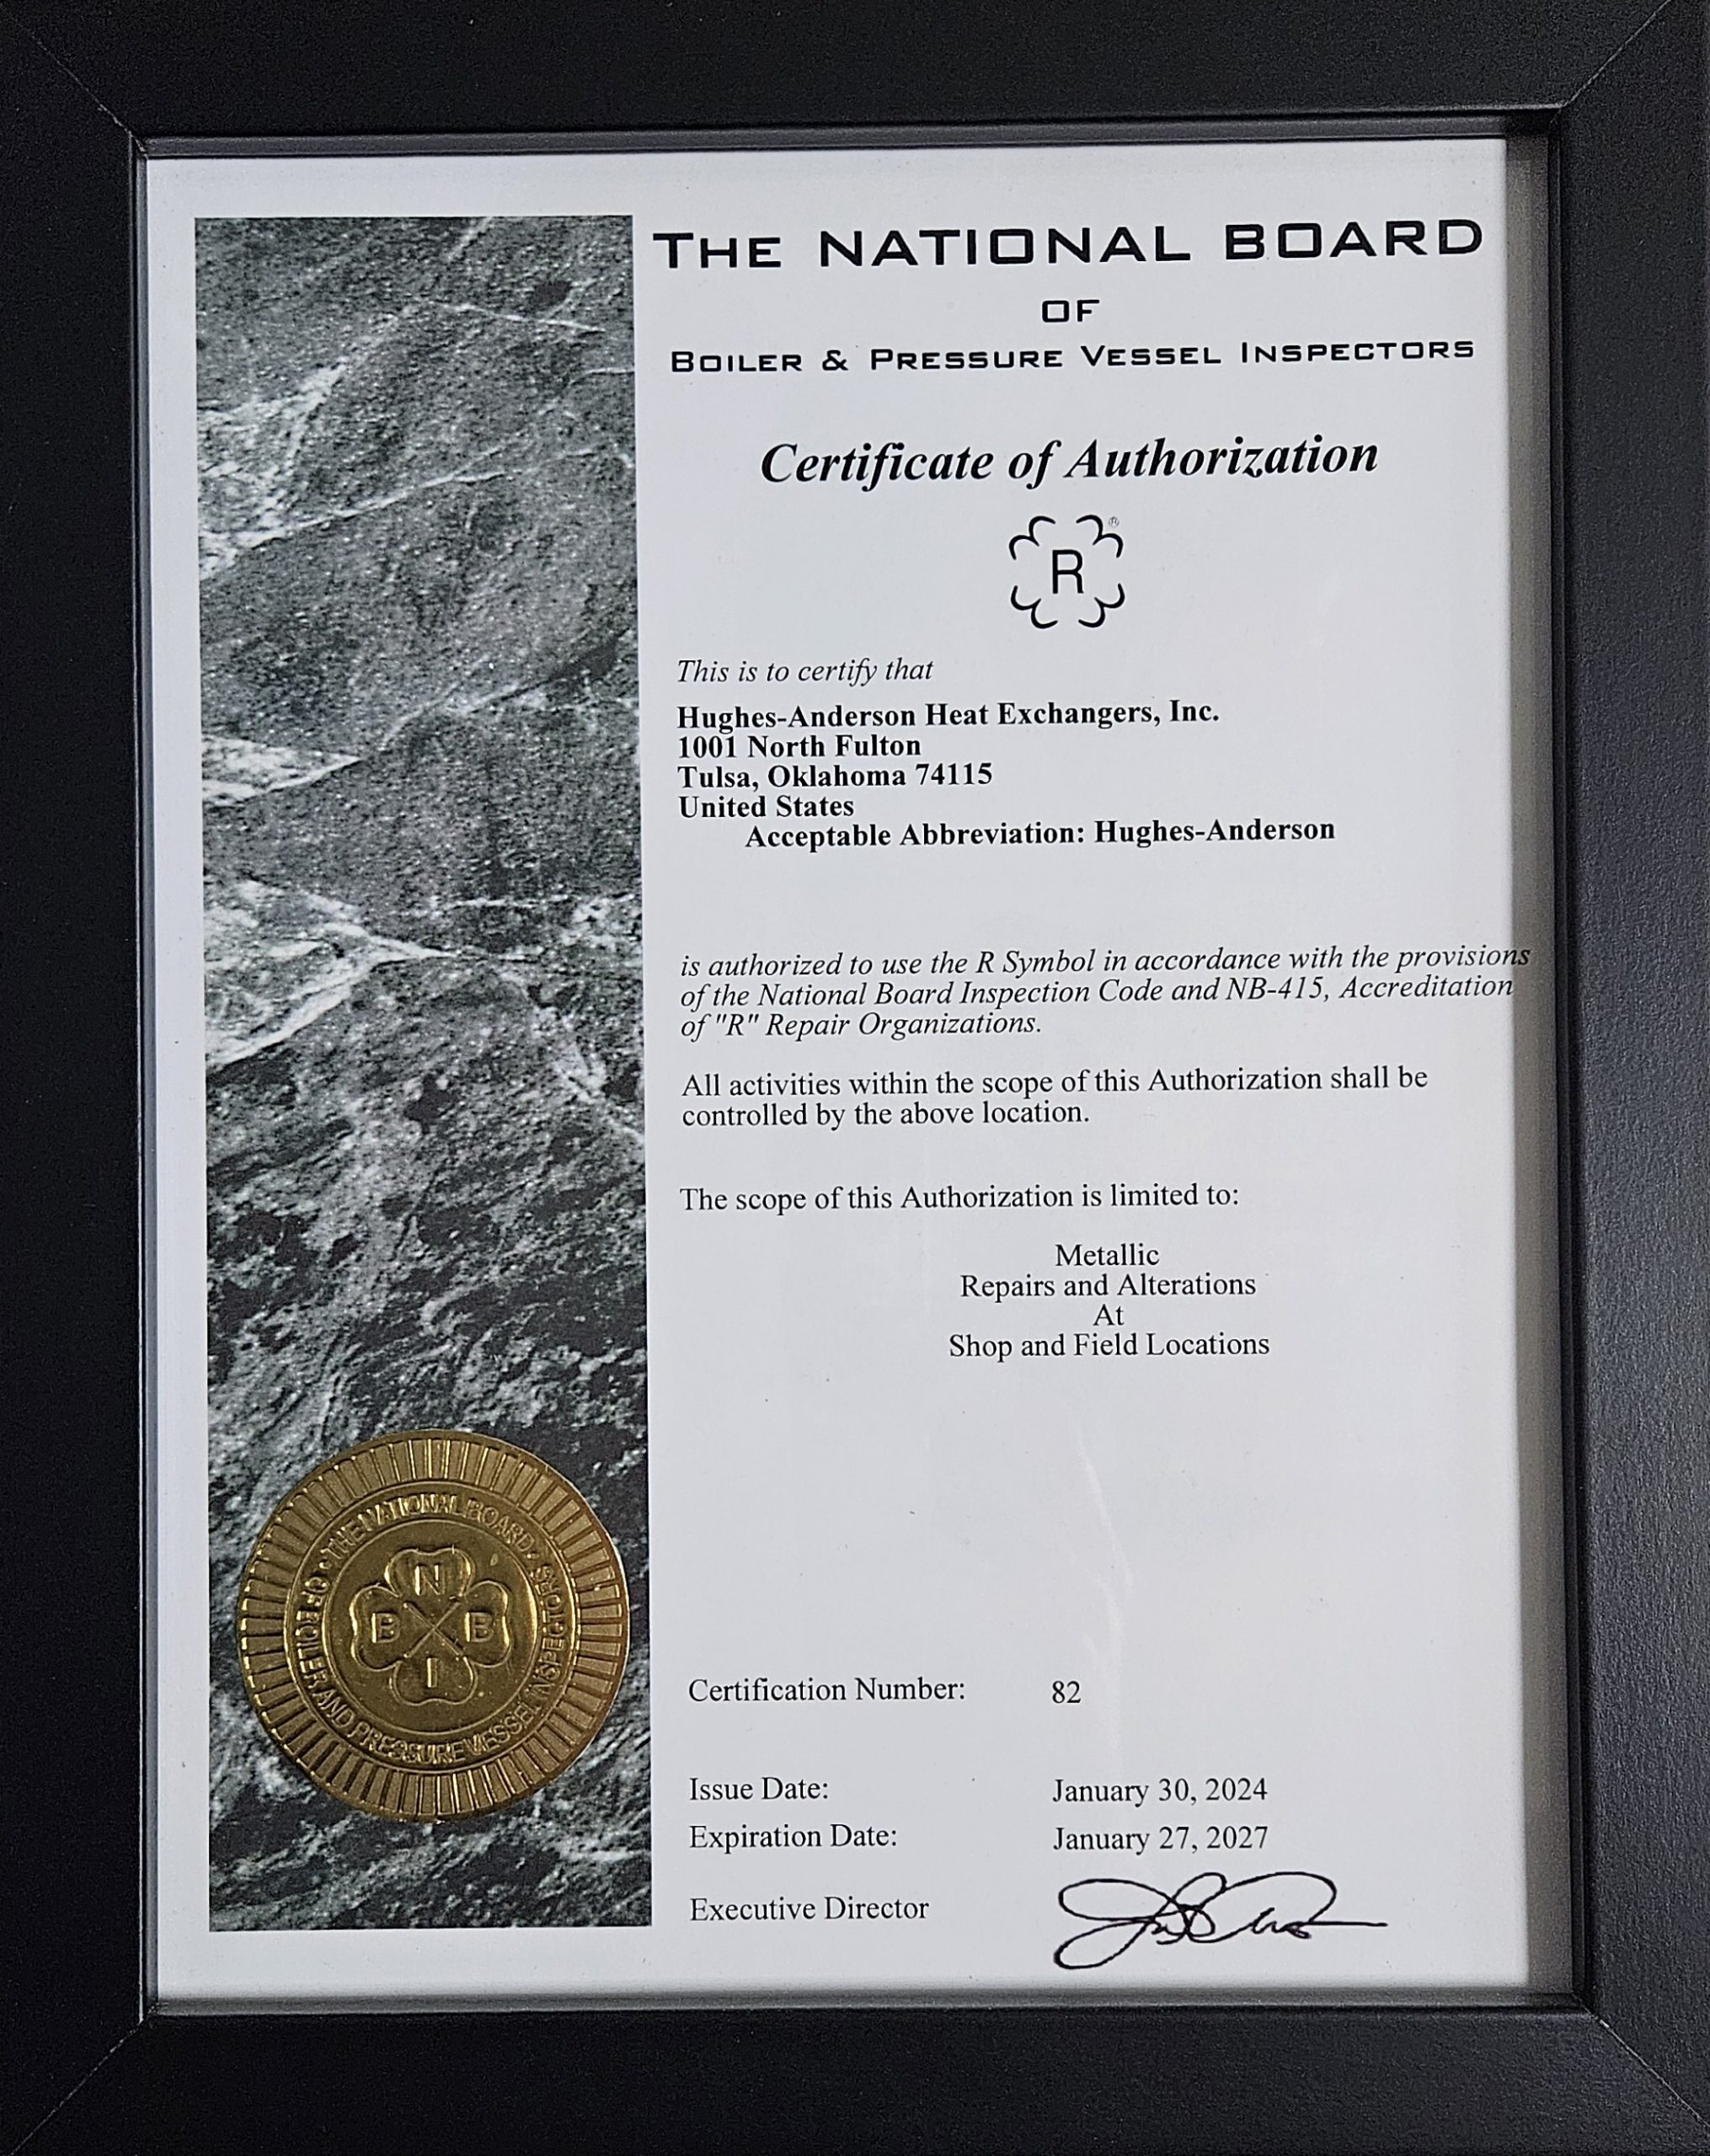 THE NATIONAL BOARD
OF
BOILER & PRESSURE VESSEL INSPECTORS
Certificate of Authorization
R®
This is to certify that
Hughes-Anderson Heat Exchangers, Inc.
1001 North Fulton
Tulsa, Oklahoma 74115
United States
Acceptable Abbreviation: Hughes-Anderson
is authorized to use the R Symbol in accordance with the provisions
of the National Board Inspection Code and NB-415, Accreditation
of "R" Repair Organizations.
All activities within the scope of this Authorization shall be
controlled by the above location.
The scope of this Authorization is limited to:
Metallic
Repairs and Alterations
At
Shop and Field Locations
THE NATIONAL BOARD
OF BOILER AND PRESSURE VESSEL INSPECTORS
N
B B
I
Certification Number: 82
Issue Date: January 30, 2024
Expiration Date: January 27, 2027
Executive Director